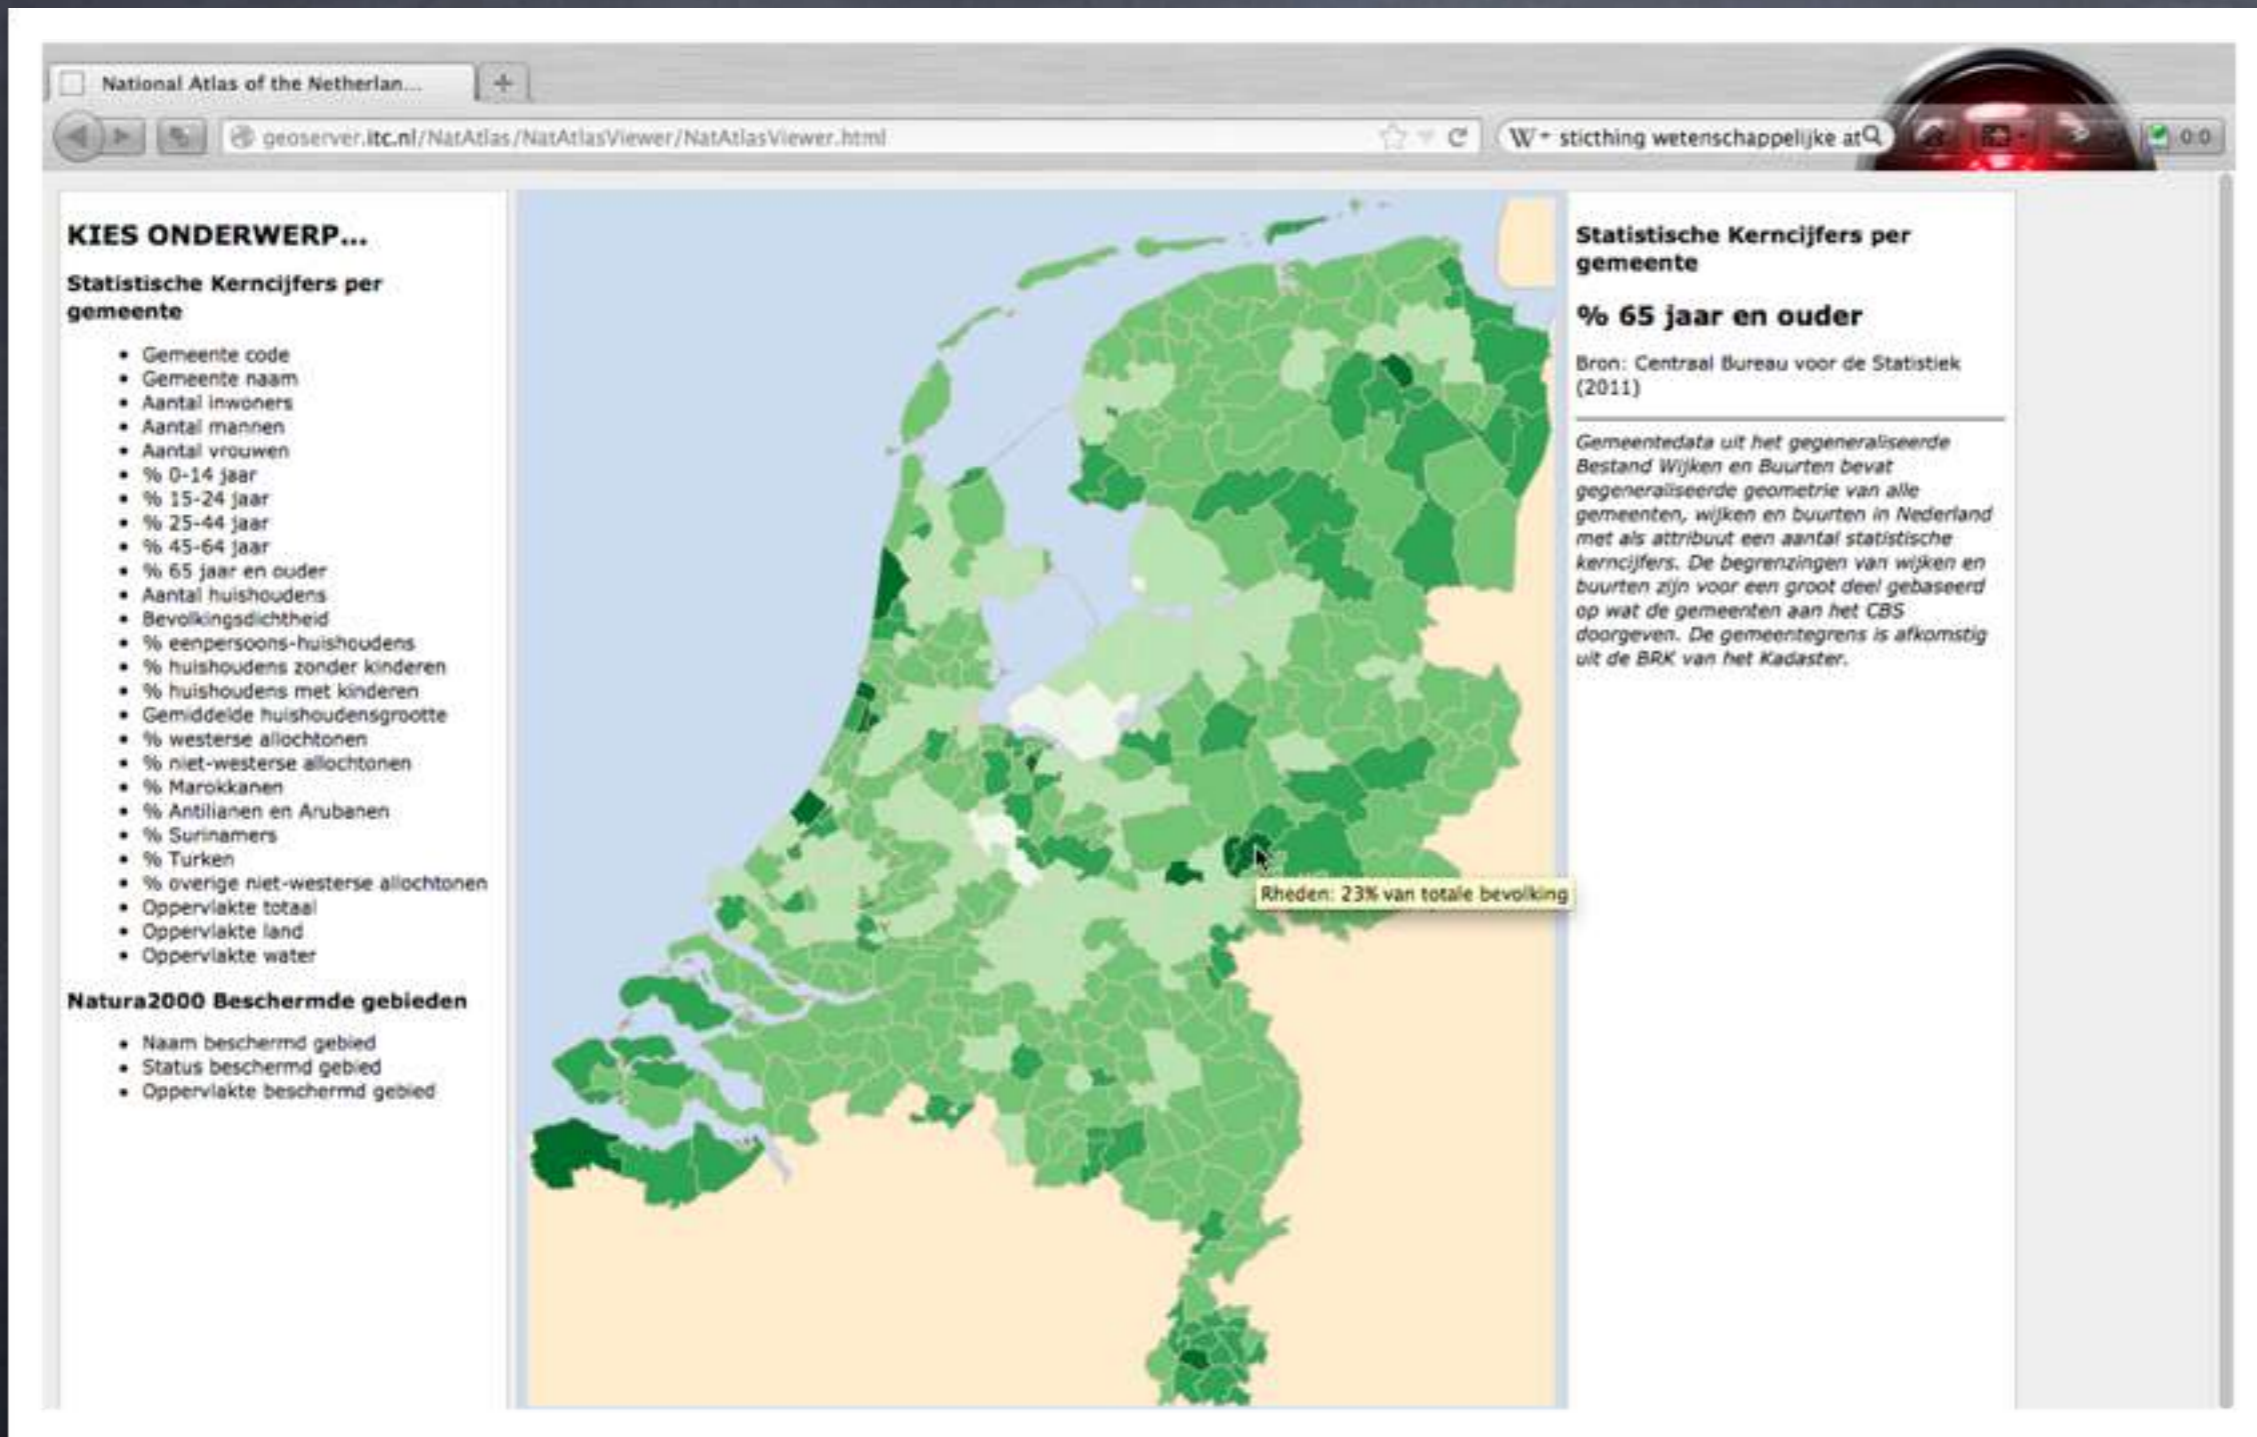 National Atlas of the Netherlan...
geoserver.itc.nl/NatAtlas/NatAtlasViewer/NatAtlasViewer.html
W
sticthing wetenschappelijke at
0:0
KIES ONDERWERP...
Statistische Kerncijfers per
gemeente
• Gemeente code
• Gemeente naam
• Aantal inwoners
• Aantal mannen
• Aantal vrouwen
• % 0-14 jaar
• % 15-24 jaar
• % 25-44 jaar
• % 45-64 jaar
• % 65 jaar en ouder
• Aantal huishoudens
• Bevolkingsdichtheid
• % eenpersoons-huishoudens
• % huishoudens zonder kinderen
• % huishoudens met kinderen
• Gemiddelde huishoudensgrootte
• % westerse allochtonen
• % niet-westerse allochtonen
• % Marokkanen
• % Antilianen en Arubanen
• % Surinamers
• % Turken
• % overige niet-westerse allochtonen
• Oppervlakte totaal
• Oppervlakte land
• Oppervlakte water
Natura2000 Beschermde gebieden
• Naam beschermd gebied
• Status beschermd gebied
• Oppervlakte beschermd gebied
Rheden: 23% van totale bevolking
Statistische Kerncijfers per
gemeente
% 65 jaar en ouder
Bron: Centraal Bureau voor de Statistiek
(2011)
Gemeentedata uit het gegeneraliseerde
Bestand Wijken en Buurten bevat
gegeneraliseerde geometrie van alle
gemeenten, wijken en buurten in Nederland
met als attribuut een aantal statistische
kerncijfers. De begrenzingen van wijken en
buurten zijn voor een groot deel gebaseerd
op wat de gemeenten aan het CBS
doorgeven. De gemeentegrens is afkomstig
uit de BRK van het Kadaster.